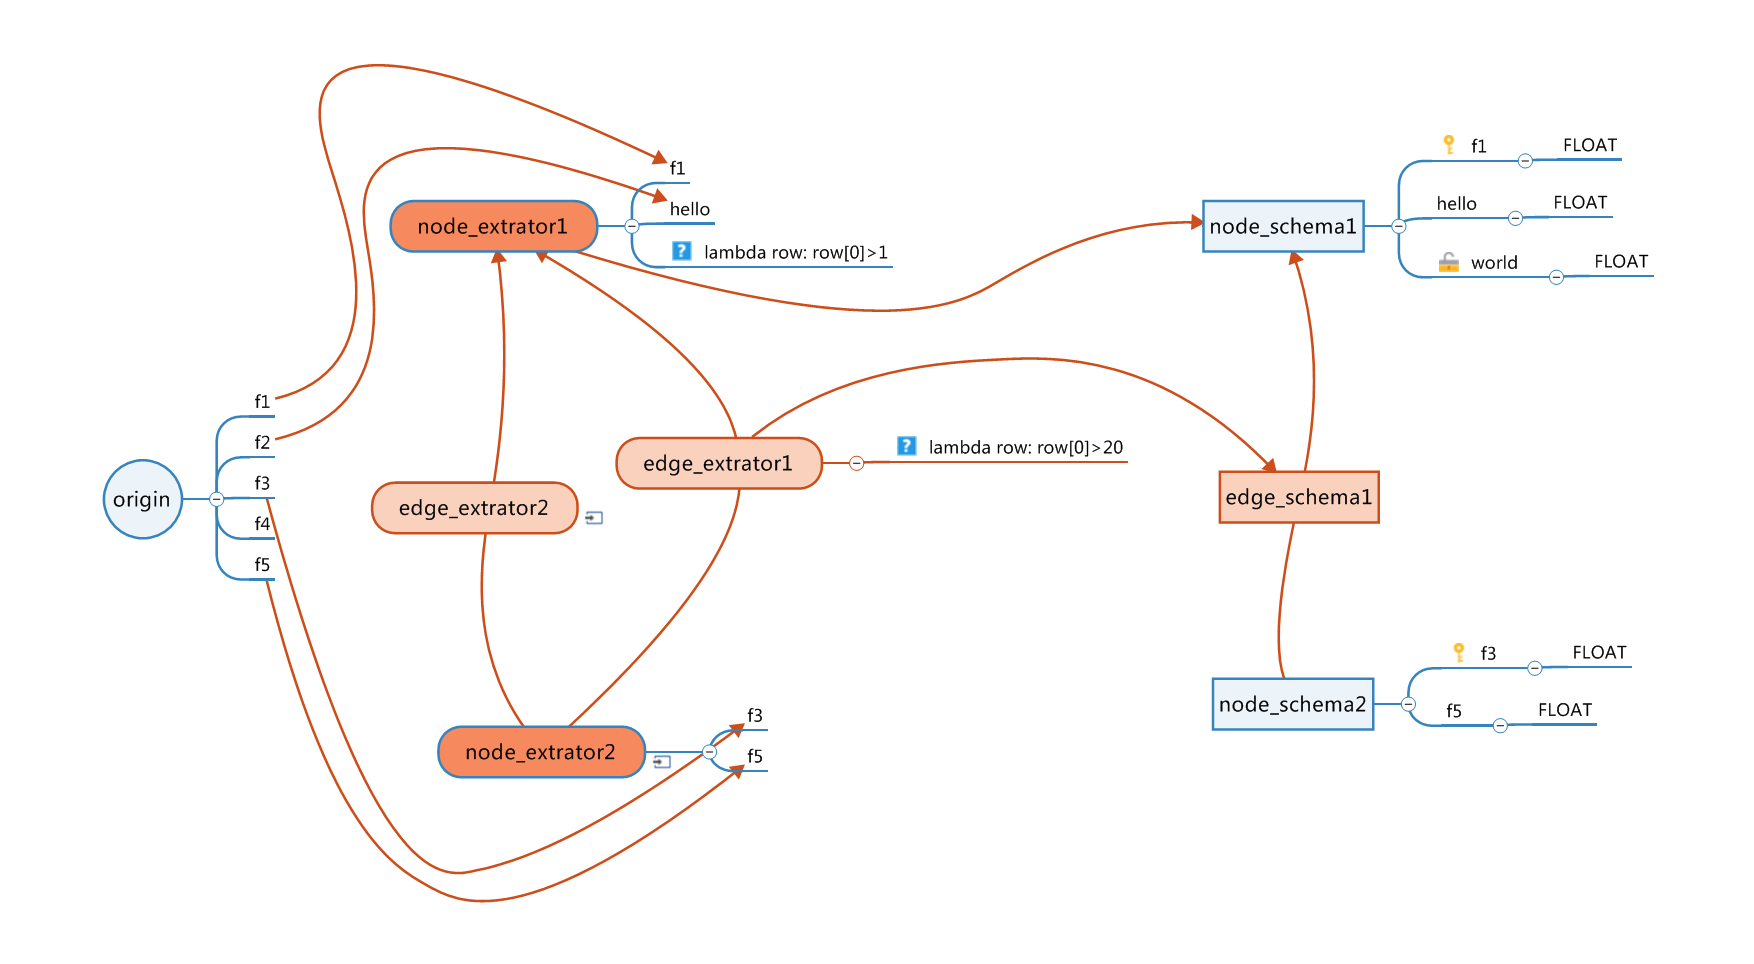 f1
hello
node_extrator1
lambda row: row[0]>1
node_schema1
f1
FLOAT
hello
FLOAT
world
FLOAT
origin
f1
f2
f3
f4
f5
edge_extrator1
lambda row: row[0]>20
edge_extrator2
edge_schema1
node_extrator2
f3
f5
node_schema2
f3
FLOAT
f5
FLOAT